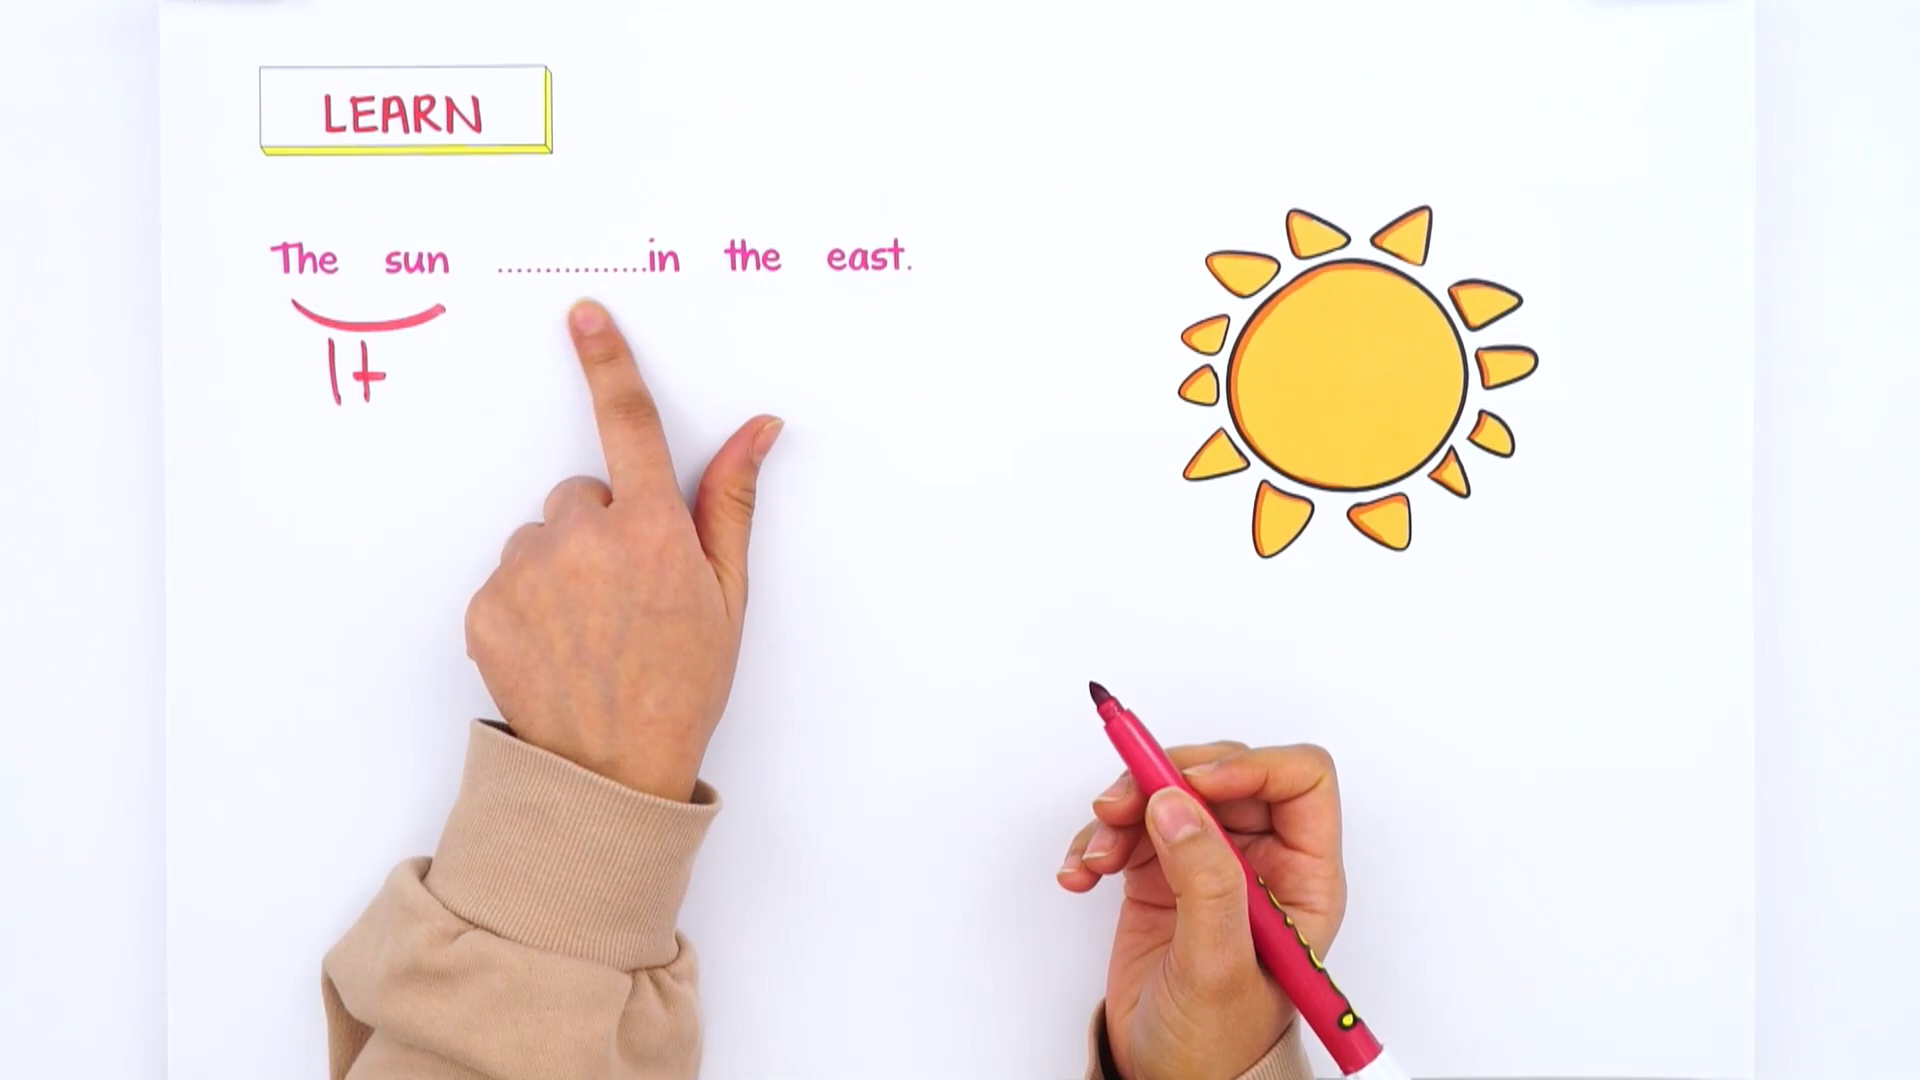 LEARN
The sun ................in the east.
It